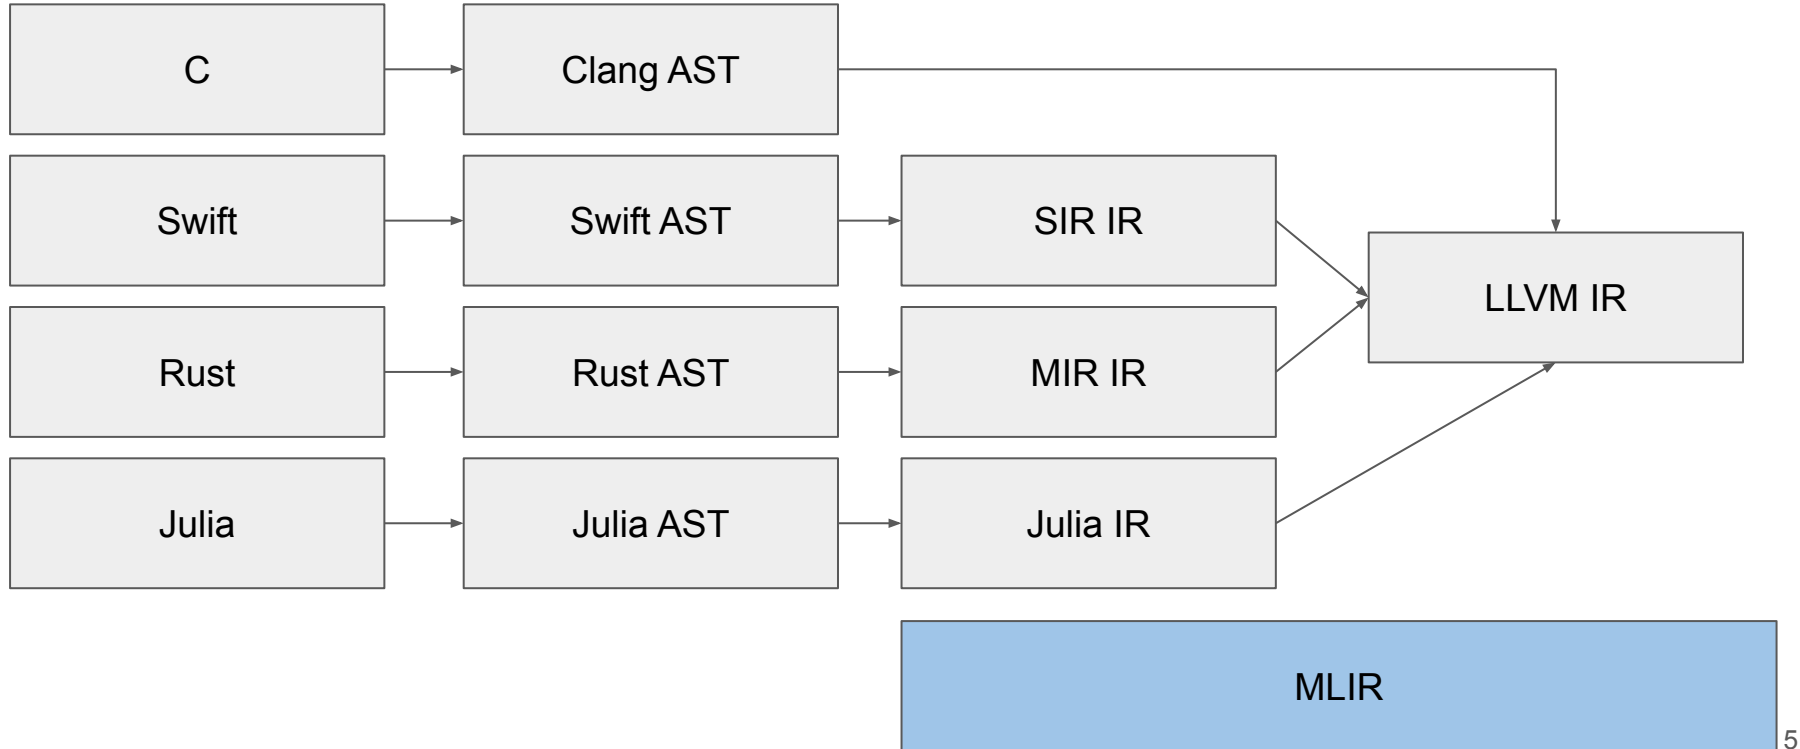 C
Clang AST
Swift
Swift AST
SIR IR
LLVM IR
Rust
Rust AST
MIR IR
Julia
Julia AST
Julia IR
MLIR
5